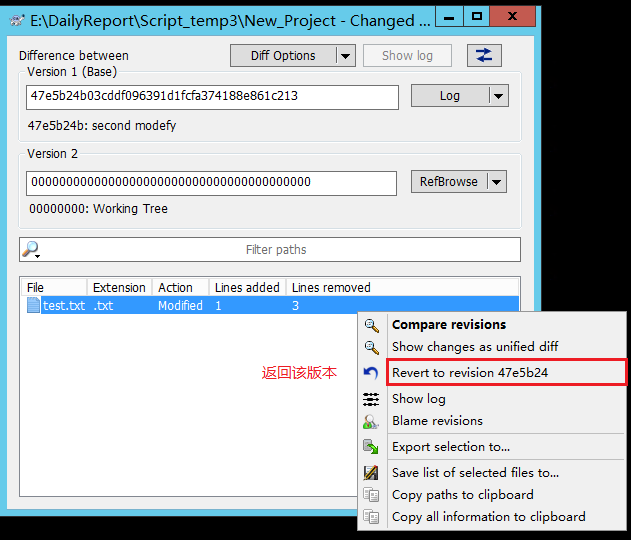 E:\DailyReport\Script_temp3\New_Project - Changed ...
Difference between
Diff Options
Show log
Version 1 (Base)
47e5b24b03cddf096391d1fcfa374188e861c213
Log
47e5b24b: second modefy
Version 2
0000000000000000000000000000000000000000
RefBrowse
00000000: Working Tree
Filter paths
File Extension Action Lines added Lines removed
test.txt .txt Modified 1 3
返回该版本
Compare revisions
Show changes as unified diff
Revert to revision 47e5b24
Show log
Blame revisions
Export selection to...
Save list of selected files to...
Copy paths to clipboard
Copy all information to clipboard